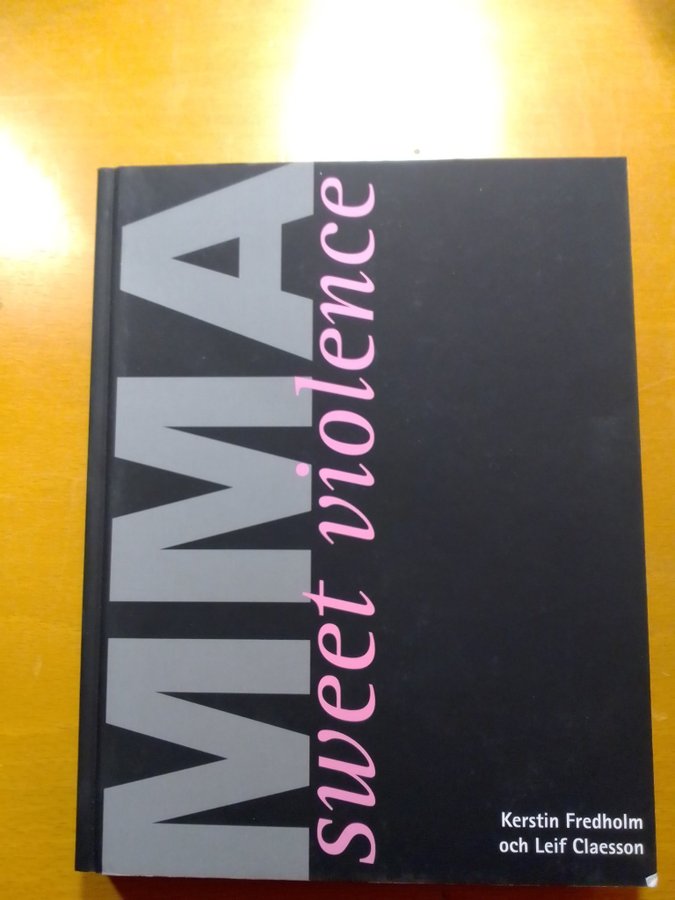 MMA
sweet violence
Kerstin Fredholm
och Leif Claesson